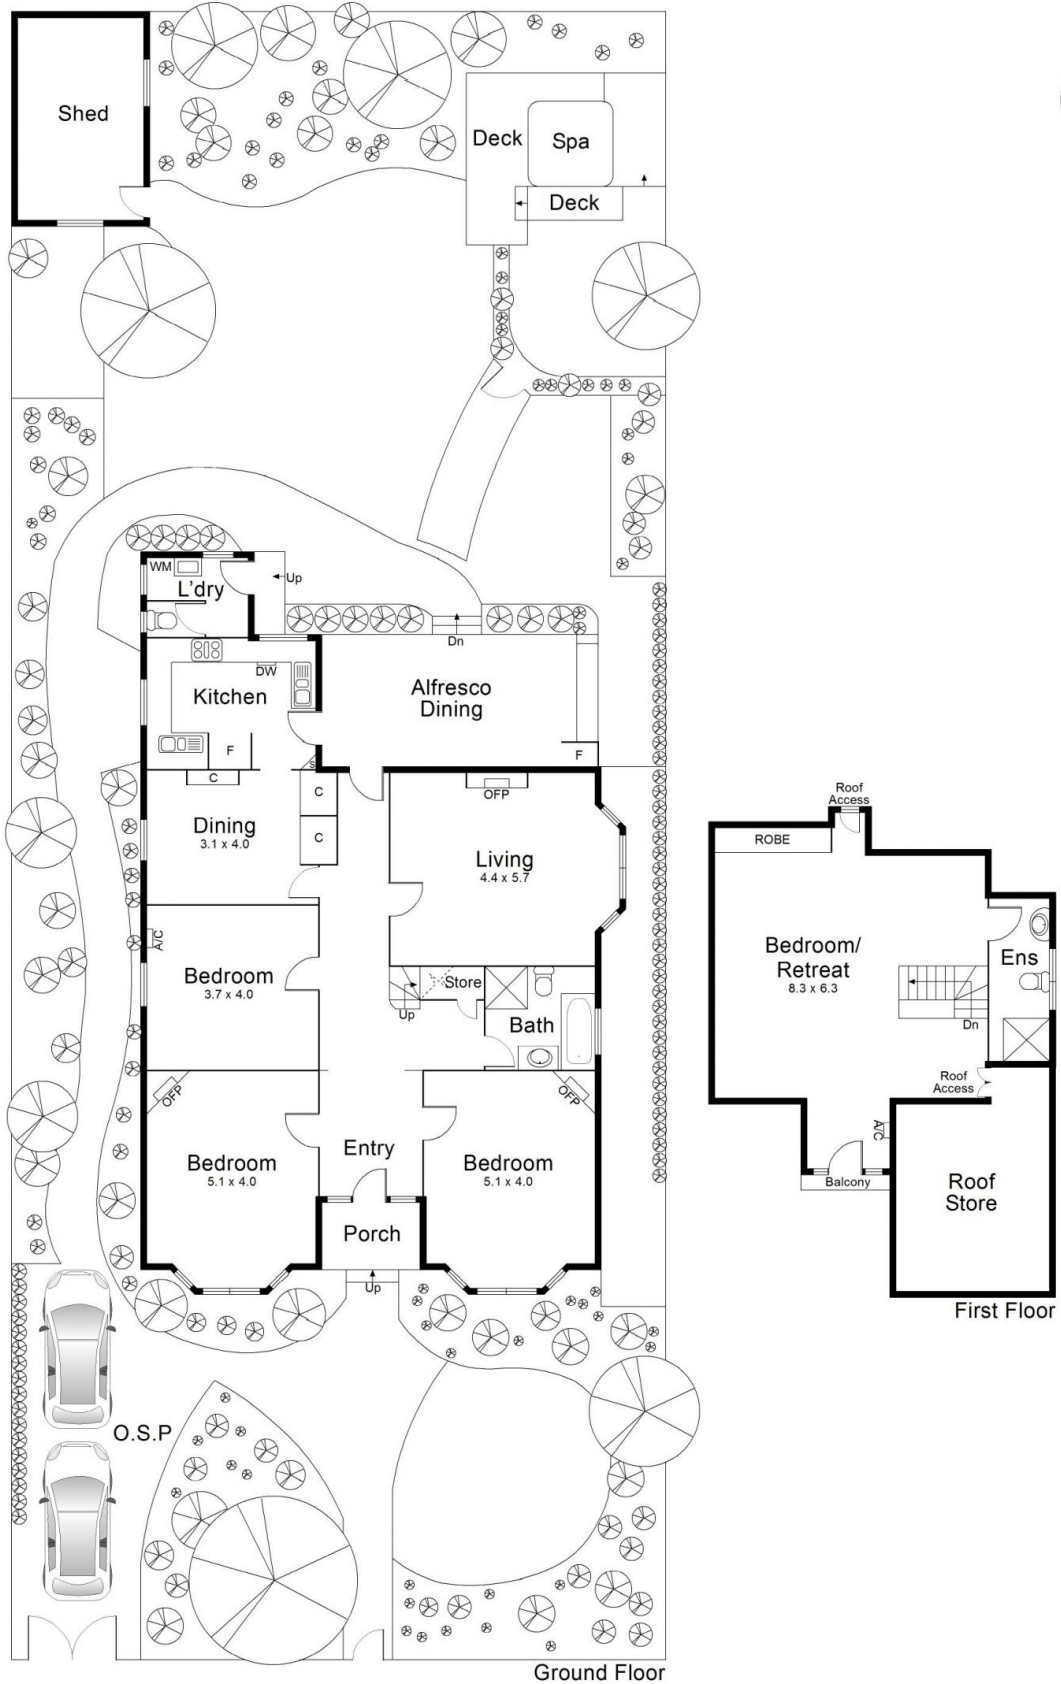 Shed
Deck
Spa
Deck
WM
L'dry
Up
Dn
DW
Kitchen
Alfresco
Dining
F
S
F
C
C
OFP
Dining
3.1 x 4.0
C
Living
4.4 x 5.7
A/C
Bedroom
3.7 x 4.0
Store
Up
Bath
OFP
OFP
Entry
Bedroom
5.1 x 4.0
Bedroom
5.1 x 4.0
Porch
Up
O.S.P
Ground Floor
Roof
Access
ROBE
Bedroom/
Retreat
8.3 x 6.3
Ens
Dn
Roof
Access
A/C
Balcony
Roof
Store
First Floor